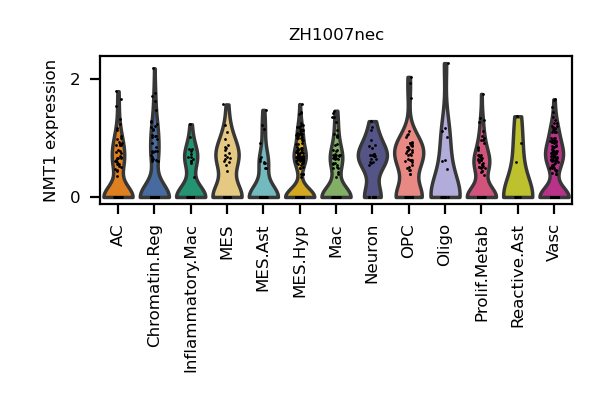 ZH1007nec
NMT1 expression
2
0
AC
Chromatin.Reg
Inflammatory.Mac
MES
MES.Ast
MES.Hyp
Mac
Neuron
OPC
Oligo
Prolif.Metab
Reactive.Ast
Vasc